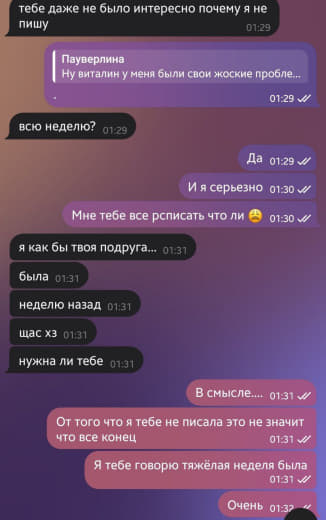 тебе даже не было интересно почему я не
пишу
01:29
Пауверлина
Ну виталин у меня были свои жоские пробле...
.
01:29
всю неделю?
01:29
Да
01:29
И я серьезно
01:30
Мне тебе все рсписать что ли 😩
01:30
я как бы твоя подруга...
01:31
была
01:31
неделю назад
01:31
щас хз
01:31
нужна ли тебе
01:31
В смысле....
01:31
От того что я тебе не писала это не значит
что все конец
01:31
Я тебе говорю тяжёлая неделя была
01:31
Очень
01:32